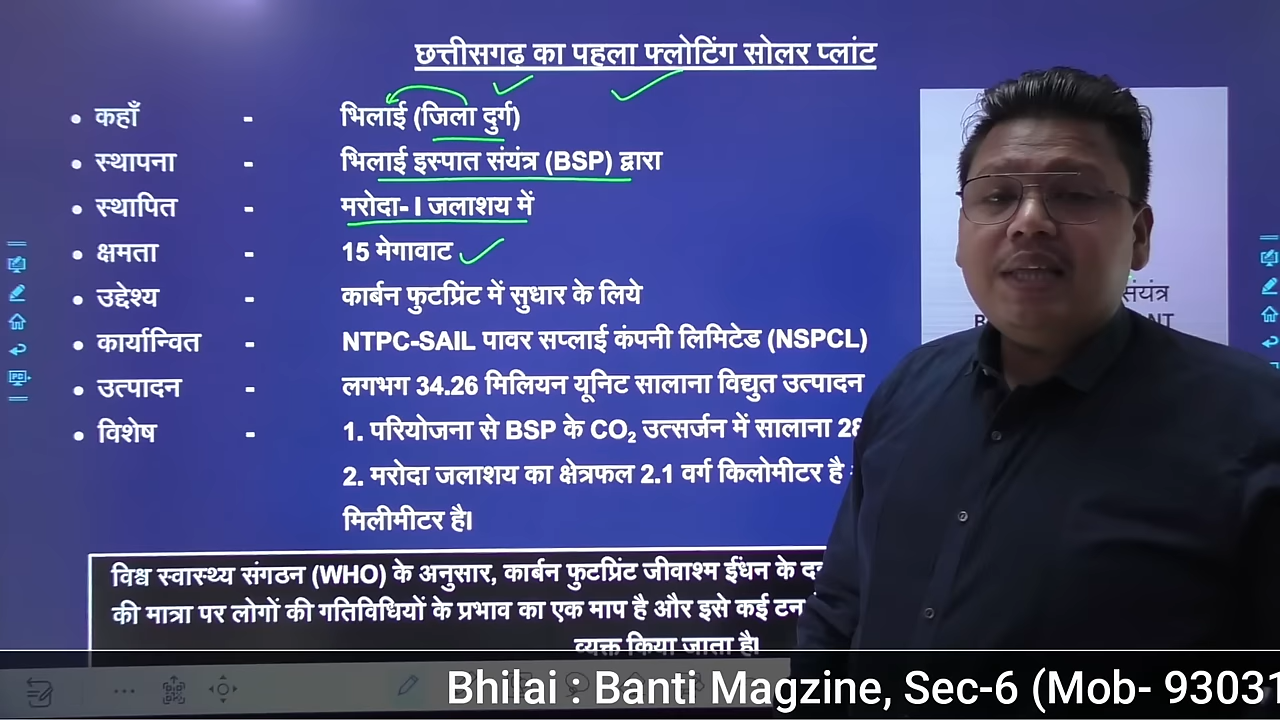 छत्तीसगढ़ का पहला फ्लोटिंग सोलर प्लांट
• कहाँ - भिलाई (जिला दुर्ग)
• स्थापना - भिलाई इस्पात संयंत्र (BSP) द्वारा
• स्थापित - मरोदा- I जलाशय में
• क्षमता - 15 मेगावाट
• उद्देश्य - कार्बन फुटप्रिंट में सुधार के लिये
• कार्यान्वित - NTPC-SAIL पावर सप्लाई कंपनी लिमिटेड (NSPCL)
• उत्पादन - लगभग 34.26 मिलियन यूनिट सालाना विद्युत उत्पादन
• विशेष - 1. परियोजना से BSP के CO₂ उत्सर्जन में सालाना 28
2. मरोदा जलाशय का क्षेत्रफल 2.1 वर्ग किलोमीटर है
मिलीमीटर है।
संयंत्र
NT
विश्व स्वास्थ्य संगठन (WHO) के अनुसार, कार्बन फुटप्रिंट जीवाश्म ईंधन के
की मात्रा पर लोगों की गतिविधियों के प्रभाव का एक माप है और इसे कई टन
व्यक्त किया जाता है।
Bhilai : Banti Magzine, Sec-6 (Mob- 93031